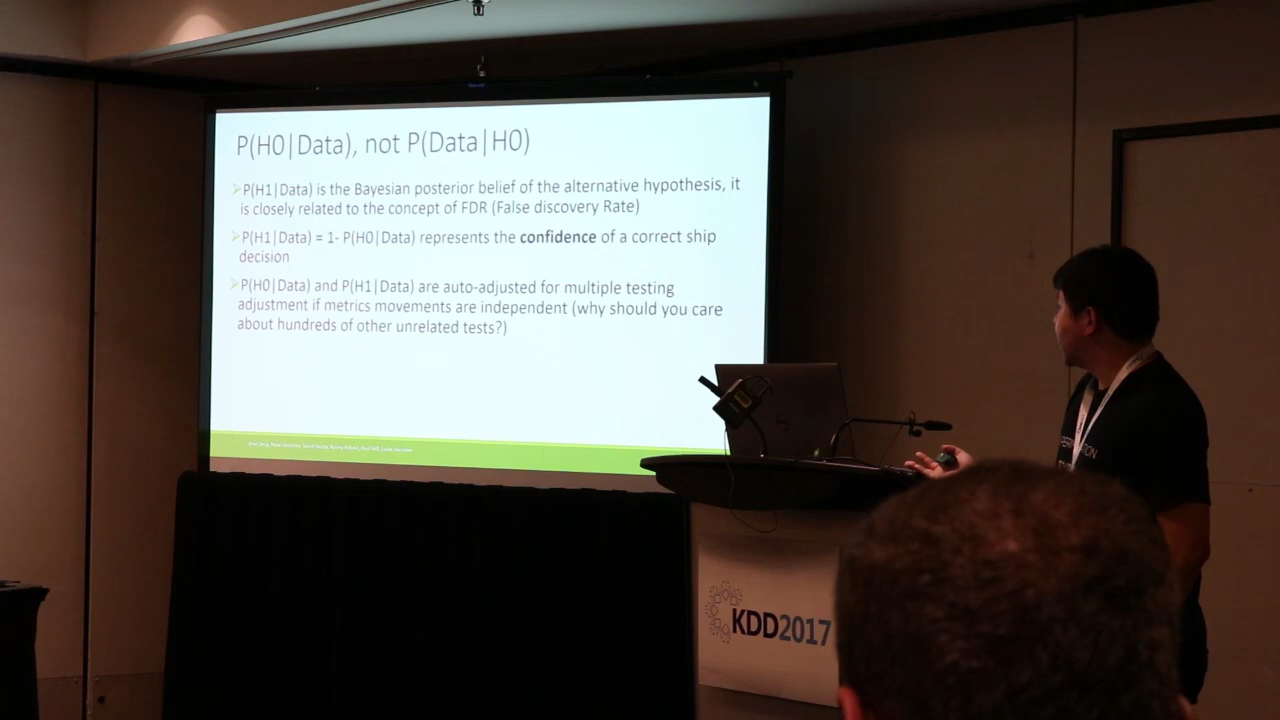 P(H0|Data), not P(Data|H0)
P(H1|Data) is the Bayesian posterior belief of the alternative hypothesis, it
is closely related to the concept of FDR (False discovery Rate)
P(H1|Data) = 1- P(H0|Data) represents the confidence of a correct ship
decision
P(H0|Data) and P(H1|Data) are auto-adjusted for multiple testing
adjustment if metrics movements are independent (why should you care
about hundreds of other unrelated tests?)
KDD2017